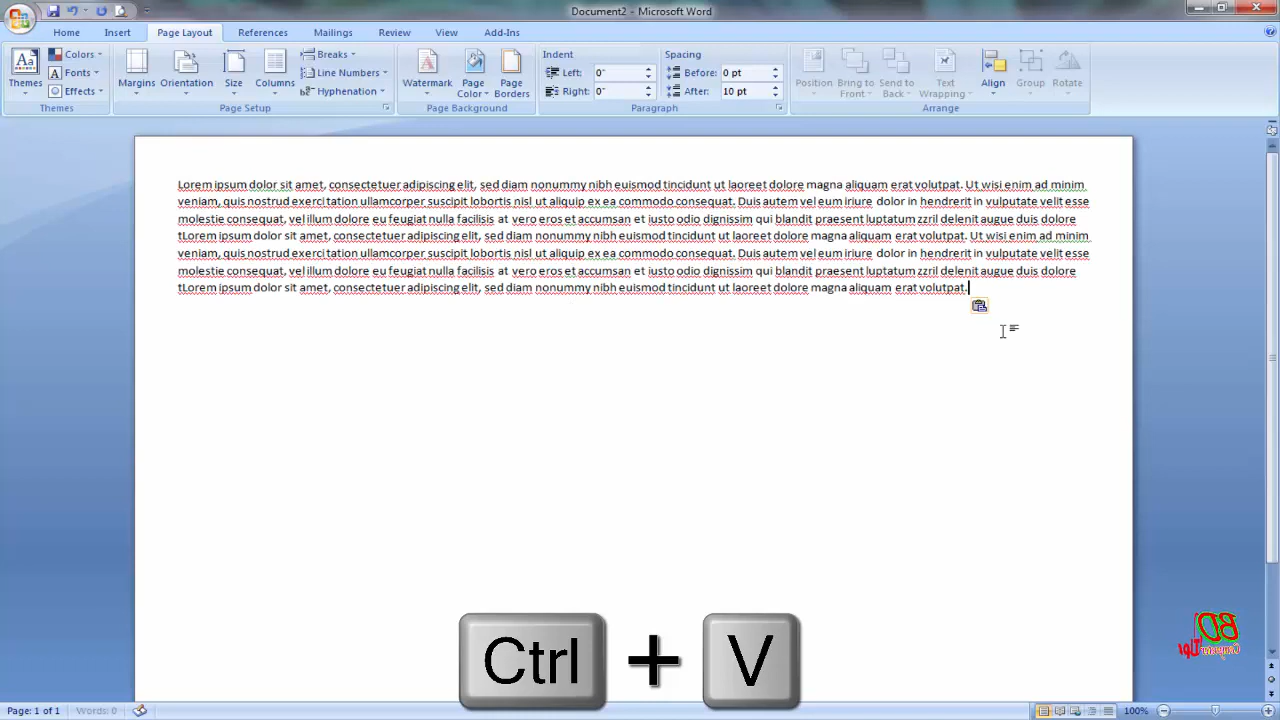 Document2 - Microsoft Word
Home Insert Page Layout References Mailings Review View Add-Ins
Colors Breaks Indent Spacing
Fonts Line Numbers Left: 0" Before: 0 pt
Effects Hyphenation Right: 0" After: 10 pt
Themes Margins Orientation Size Columns Watermark Page Color Page Borders Position Bring to Front Send to Back Text Wrapping Align Group Rotate
Themes Page Setup Page Background Paragraph Arrange
Lorem ipsum dolor sit amet, consectetuer adipiscing elit, sed diam nonummy nibh euismod tincidunt ut laoreet dolore magna aliquam erat volutpat. Ut wisi enim ad minim
veniam, quis nostrud exerci tation ullamcorper suscipit lobortis nisl ut aliquip ex ea commodo consequat. Duis autem vel eum iriure dolor in hendrerit in vulputate velit esse
molestie consequat, vel illum dolore eu feugiat nulla facilisis at vero eros et accumsan et iusto odio dignissim qui blandit praesent luptatum zzril delenit augue duis dolore
tLorem ipsum dolor sit amet, consectetuer adipiscing elit, sed diam nonummy nibh euismod tincidunt ut laoreet dolore magna aliquam erat volutpat. Ut wisi enim ad minim
veniam, quis nostrud exerci tation ullamcorper suscipit lobortis nisl ut aliquip ex ea commodo consequat. Duis autem vel eum iriure dolor in hendrerit in vulputate velit esse
molestie consequat, vel illum dolore eu feugiat nulla facilisis at vero eros et accumsan et iusto odio dignissim qui blandit praesent luptatum zzril delenit augue duis dolore
tLorem ipsum dolor sit amet, consectetuer adipiscing elit, sed diam nonummy nibh euismod tincidunt ut laoreet dolore magna aliquam erat volutpat.
Ctrl + V
BD
Page: 1 of 1 Words: 0 100%